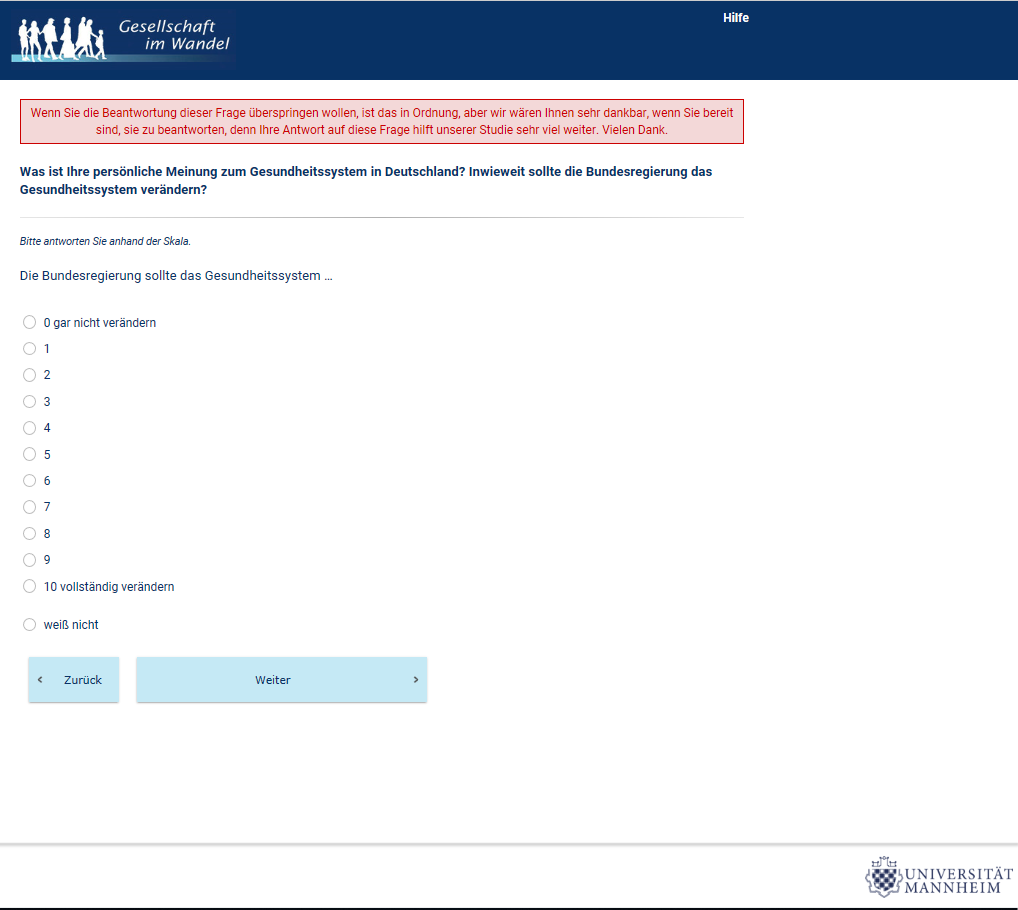 Gesellschaft
im Wandel
Hilfe
Wenn Sie die Beantwortung dieser Frage überspringen wollen, ist das in Ordnung, aber wir wären Ihnen sehr dankbar, wenn Sie bereit
sind, sie zu beantworten, denn Ihre Antwort auf diese Frage hilft unserer Studie sehr viel weiter. Vielen Dank.
Was ist Ihre persönliche Meinung zum Gesundheitssystem in Deutschland? Inwieweit sollte die Bundesregierung das
Gesundheitssystem verändern?
Bitte antworten Sie anhand der Skala.
Die Bundesregierung sollte das Gesundheitssystem ...
0 gar nicht verändern
1
2
3
4
5
6
7
8
9
10 vollständig verändern
weiß nicht
‹ Zurück
Weiter ›
UNIVERSITÄT
MANNHEIM